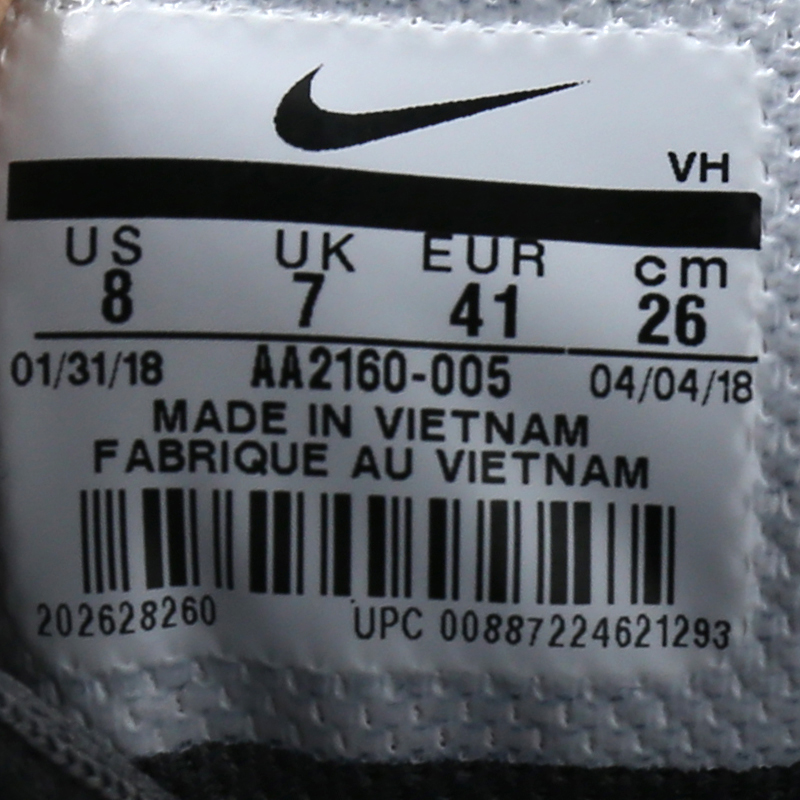 VH
US UK EUR cm
8 7 41 26
01/31/18 AA2160-005 04/04/18
MADE IN VIETNAM
FABRIQUE AU VIETNAM
202628260 UPC 00887224621293